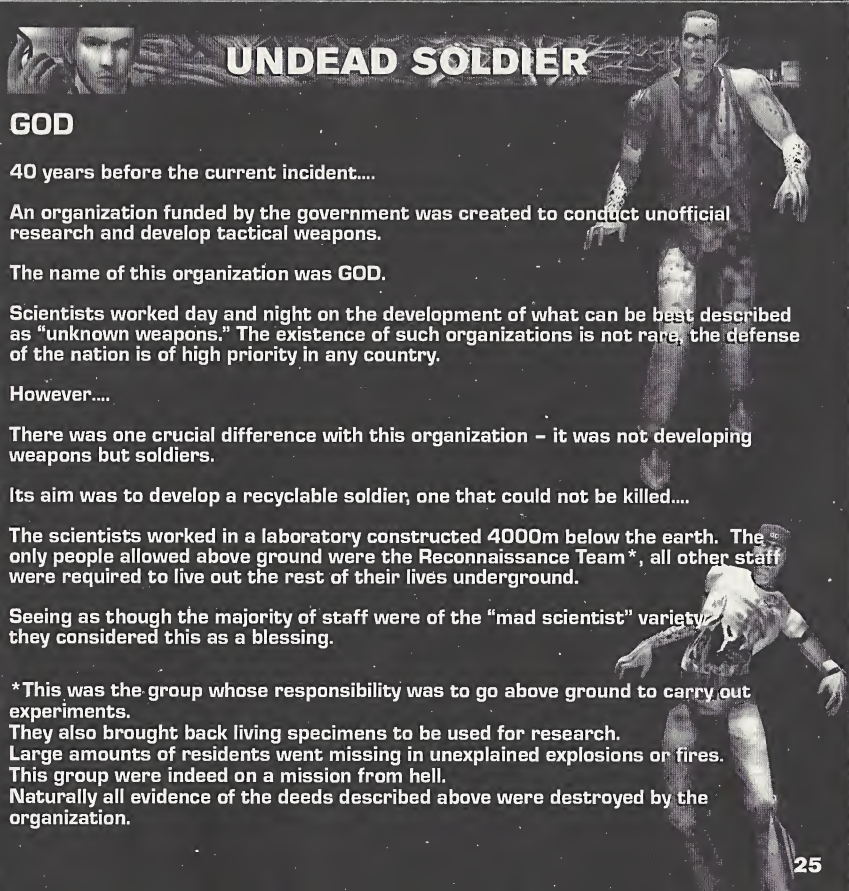 UNDEAD SOLDIER
GOD
40 years before the current incident....
An organization funded by the government was created to conduct unofficial
research and develop tactical weapons.
The name of this organization was GOD.
Scientists worked day and night on the development of what can be best described
as “unknown weapons.” The existence of such organizations is not rare, the defense
of the nation is of high priority in any country.
However....
There was one crucial difference with this organization – it was not developing
weapons but soldiers.
Its aim was to develop a recyclable soldier, one that could not be killed....
The scientists worked in a laboratory constructed 4000m below the earth. The
only people allowed above ground were the Reconnaissance Team*, all other staff
were required to live out the rest of their lives underground.
Seeing as though the majority of staff were of the “mad scientist” variety
they considered this as a blessing.
*This was the group whose responsibility was to go above ground to carry out
experiments.
They also brought back living specimens to be used for research.
Large amounts of residents went missing in unexplained explosions or fires.
This group were indeed on a mission from hell.
Naturally all evidence of the deeds described above were destroyed by the
organization.
25